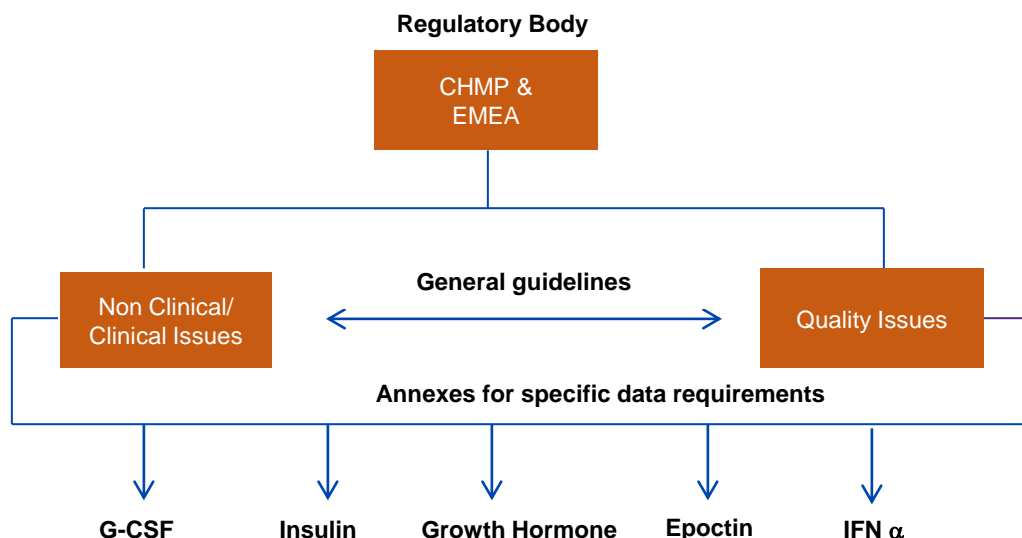 Regulatory Body
CHMP &
EMEA
Non Clinical/
Clinical Issues
General guidelines
Quality Issues
Annexes for specific data requirements
G-CSF
Insulin
Growth Hormone
Epoctin
IFN α